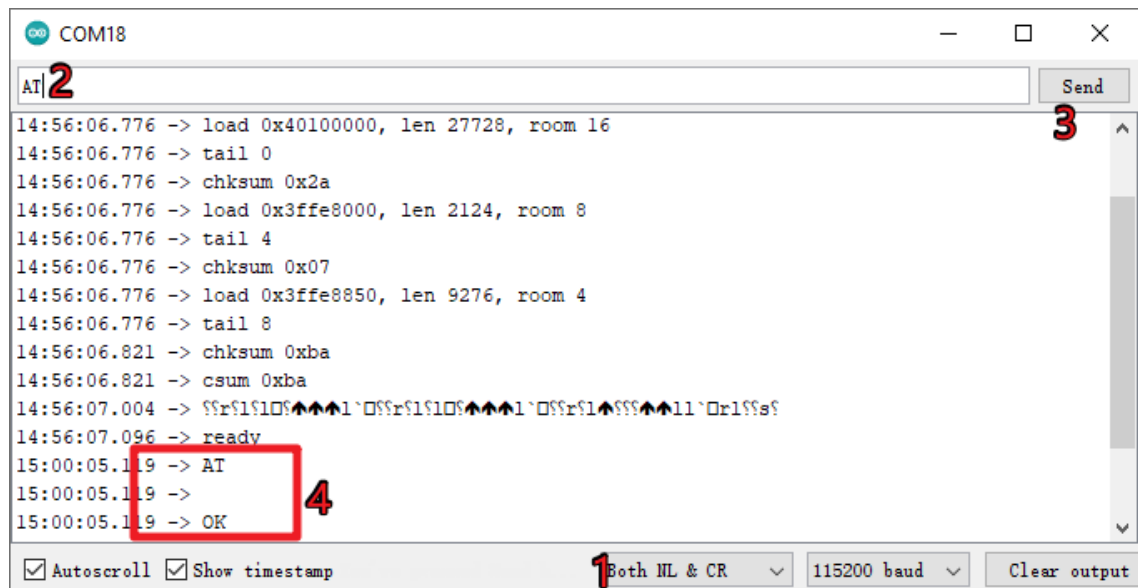 COM18
AT 2
Send
3
14:56:06.776 -> load 0x40100000, len 27728, room 16
14:56:06.776 -> tail 0
14:56:06.776 -> chksum 0x2a
14:56:06.776 -> load 0x3ffe8000, len 2124, room 8
14:56:06.776 -> tail 4
14:56:06.776 -> chksum 0x07
14:56:06.776 -> load 0x3ffe8850, len 9276, room 4
14:56:06.776 -> tail 8
14:56:06.821 -> chksum 0xba
14:56:06.821 -> csum 0xba
14:56:07.004 ->
14:56:07.096 -> ready
15:00:05.119 -> AT
15:00:05.119 ->
4
15:00:05.119 -> OK
Autoscroll Show timestamp 1 Both NL & CR 115200 baud Clear output